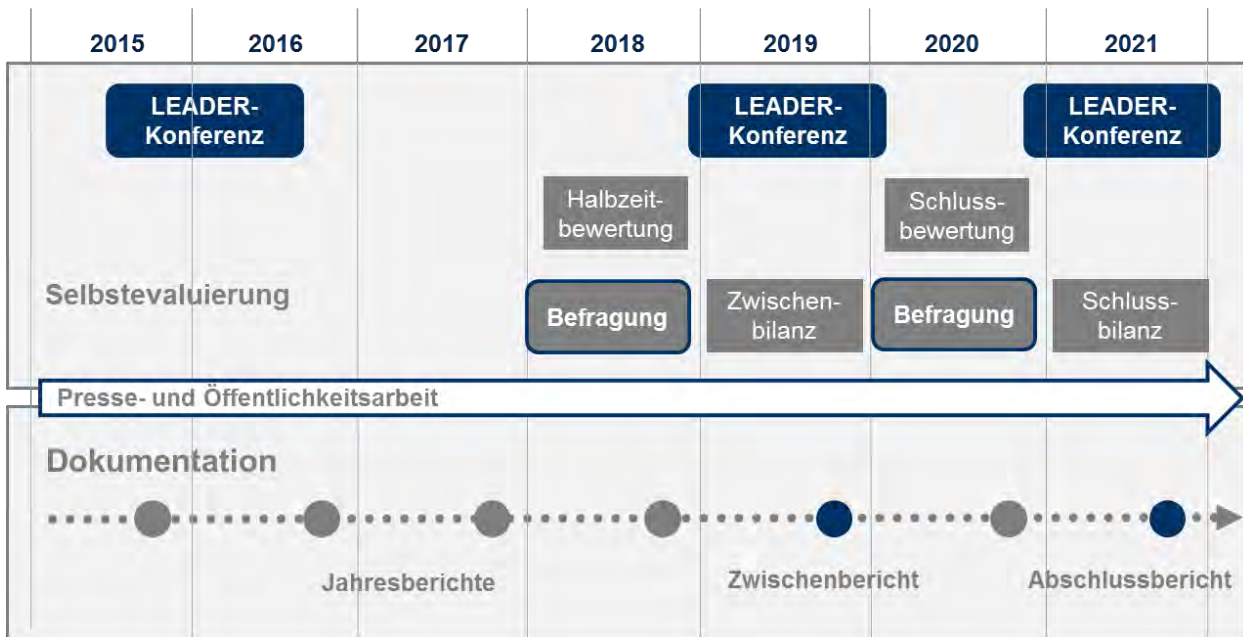 2015 2016 2017 2018 2019 2020 2021
LEADER-
Konferenz
LEADER-
Konferenz
LEADER-
Konferenz
Halbzeit-
bewertung
Schluss-
bewertung
Selbstevaluierung
Befragung
Zwischen-
bilanz
Befragung
Schluss-
bilanz
Presse- und Öffentlichkeitsarbeit
Dokumentation
Jahresberichte
Zwischenbericht
Abschlussbericht